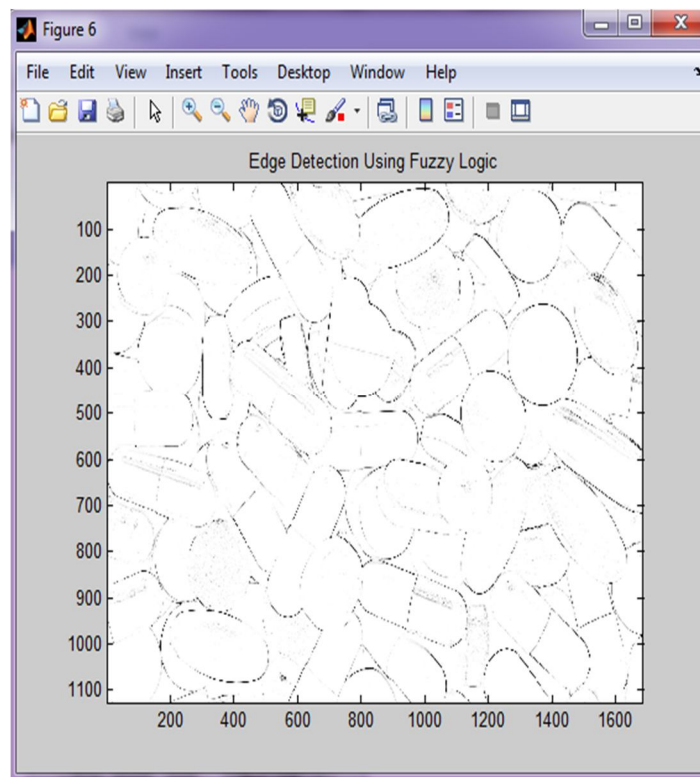 Figure 6
File Edit View Insert Tools Desktop Window Help
Edge Detection Using Fuzzy Logic
100
200
300
400
500
600
700
800
900
1000
1100
200 400 600 800 1000 1200 1400 1600